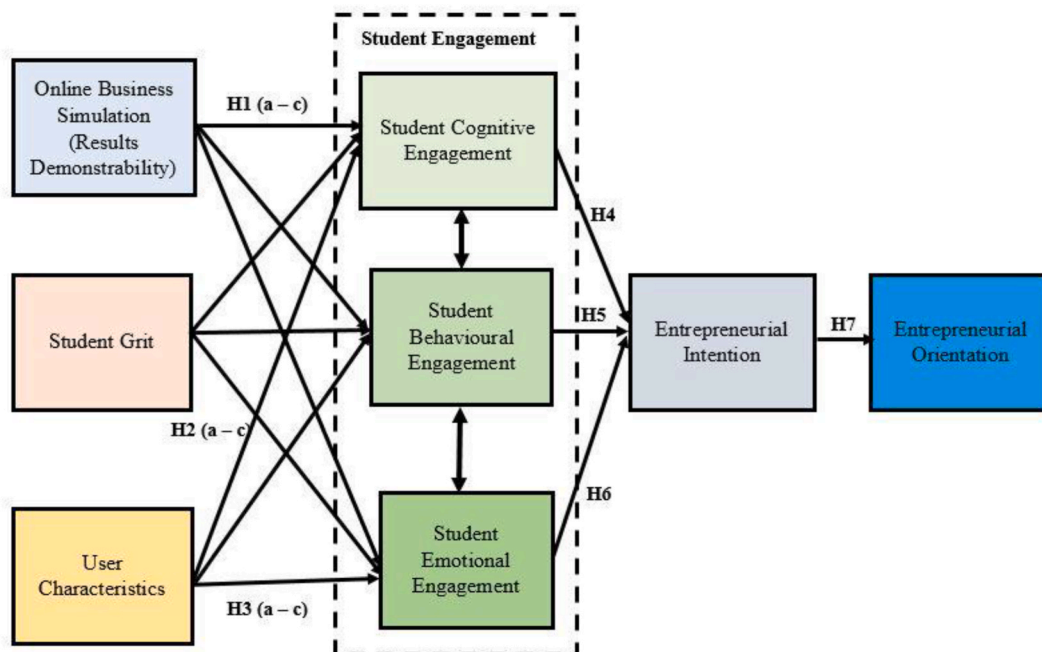 Student Engagement
Online Business
Simulation
(Results
Demonstrability)
H1 (a – c)
Student Cognitive
Engagement
H4
Student Grit
Student
Behavioural
Engagement
H5
Entrepreneurial
Intention
H7
Entrepreneurial
Orientation
H2 (a – c)
H6
User
Characteristics
Student
Emotional
Engagement
H3 (a – c)